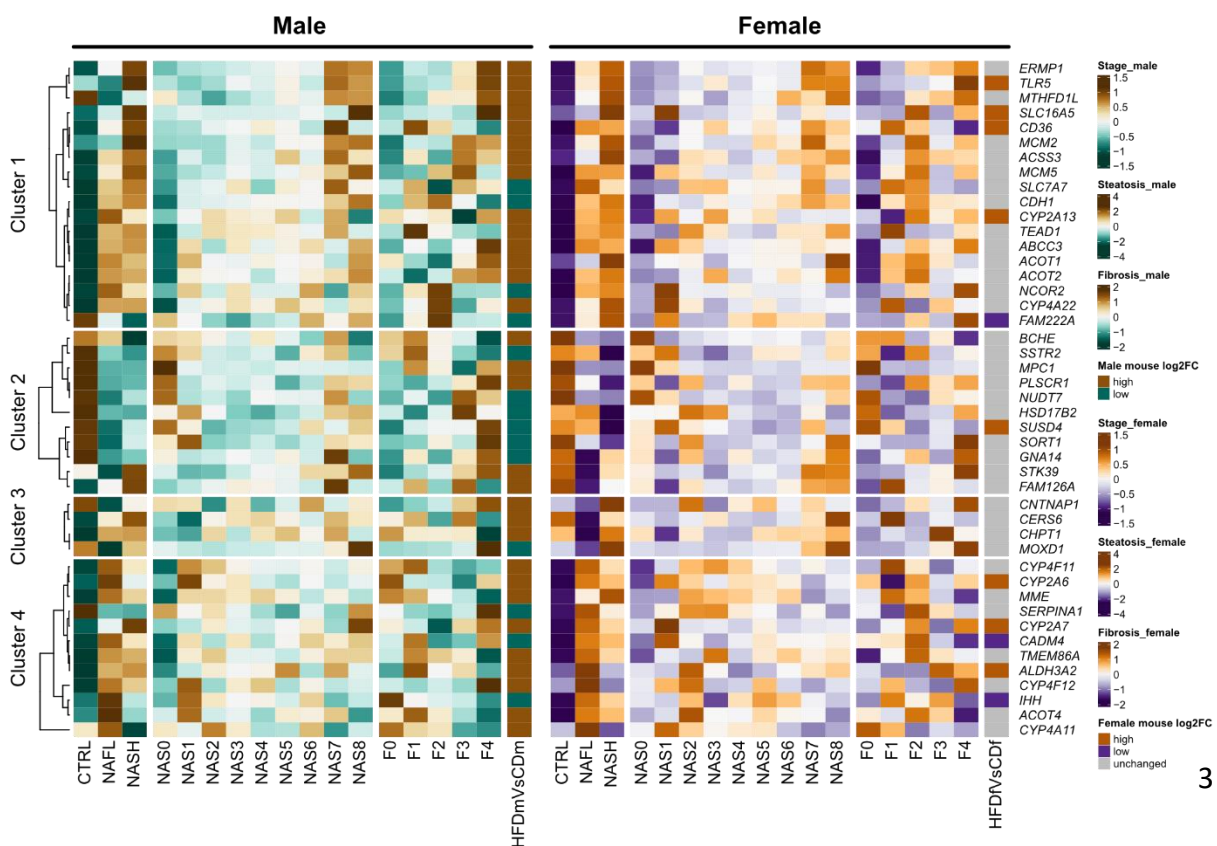 Male
Female
Cluster 1
Cluster 2
Cluster 3
Cluster 4
ERMP1
TLR5
MTHFD1L
SLC16A5
CD36
MCM2
ACSS3
MCM5
SLC7A7
CDH1
CYP2A13
TEAD1
ABCC3
ACOT1
ACOT2
NCOR2
CYP4A22
FAM222A
BCHE
SSTR2
MPC1
PLSCR1
NUDT7
HSD17B2
SUSD4
SORT1
GNA14
STK39
FAM126A
CNTNAP1
CERS6
CHPT1
MOXD1
CYP4F11
CYP2A6
MME
SERPINA1
CYP2A7
CADM4
TMEM86A
ALDH3A2
CYP4F12
IHH
ACOT4
CYP4A11
CTRL NAFL NASH NAS0 NAS1 NAS2 NAS3 NAS4 NAS5 NAS6 NAS7 NAS8 F0 F1 F2 F3 F4 HFDmVsCDm
CTRL NAFL NASH NAS0 NAS1 NAS2 NAS3 NAS4 NAS5 NAS6 NAS7 NAS8 F0 F1 F2 F3 F4 HFDfVsCDf
Stage_male
1.5
1
0.5
0
-0.5
-1
-1.5
Steatosis_male
4
2
0
-2
-4
Fibrosis_male
2
1
0
-1
-2
Male mouse log2FC
high
low
Stage_female
1.5
1
0.5
0
-0.5
-1
-1.5
Steatosis_female
4
2
0
-2
-4
Fibrosis_female
2
1
0
-1
-2
Female mouse log2FC
high
low
unchanged
3